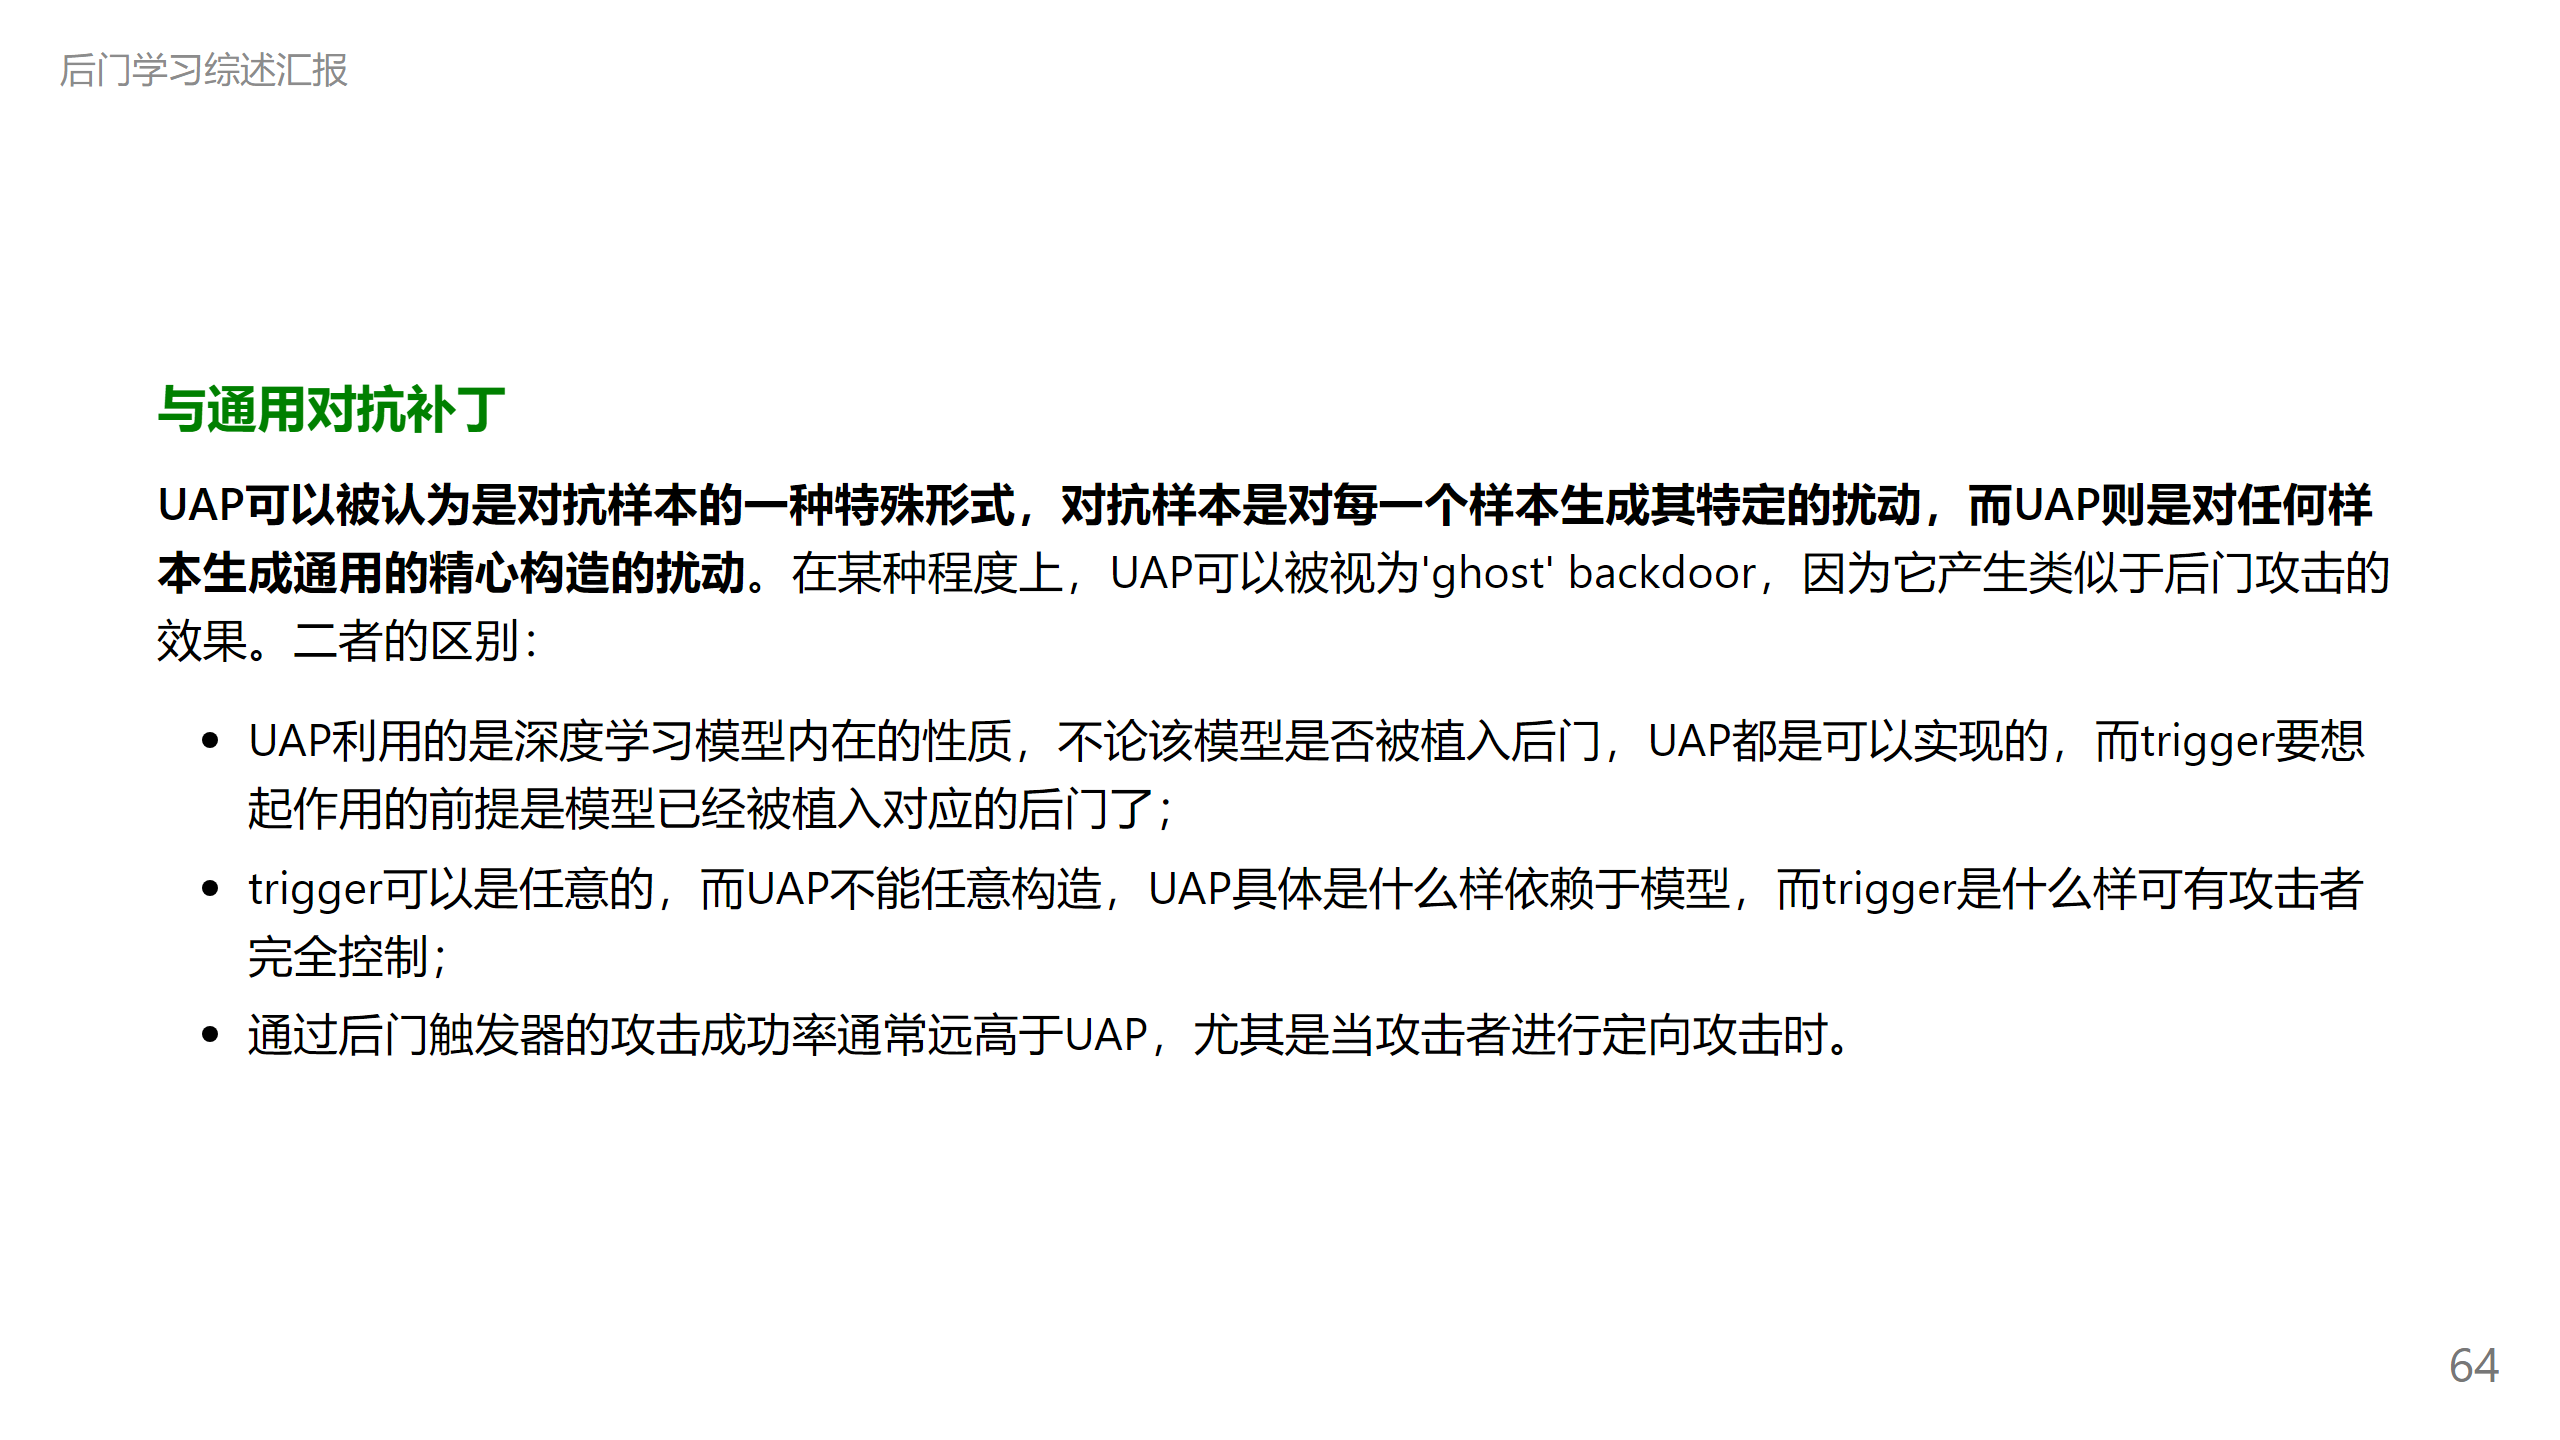 后门学习综述汇报
与通用对抗补丁
UAP可以被认为是对抗样本的一种特殊形式，对抗样本是对每一个样本生成其特定的扰动，而UAP则是对任何样
本生成通用的精心构造的扰动。在某种程度上，UAP可以被视为'ghost' backdoor，因为它产生类似于后门攻击的
效果。二者的区别：
• UAP利用的是深度学习模型内在的性质，不论该模型是否被植入后门，UAP都是可以实现的，而trigger要想
起作用的前提是模型已经被植入对应的后门了；
• trigger可以是任意的，而UAP不能任意构造，UAP具体是什么样依赖于模型，而trigger是什么样可有攻击者
完全控制；
• 通过后门触发器的攻击成功率通常远高于UAP，尤其是当攻击者进行定向攻击时。
64